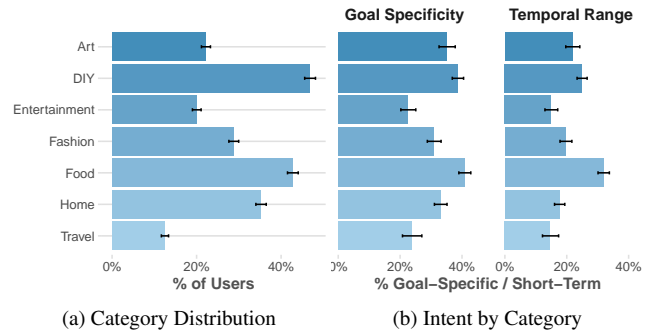 Goal Specificity
Temporal Range
Art
DIY
Entertainment
Fashion
Food
Home
Travel
0% 20% 40%
0% 20% 40%
0% 20% 40%
% of Users
% Goal−Specific / Short−Term
(a) Category Distribution
(b) Intent by Category